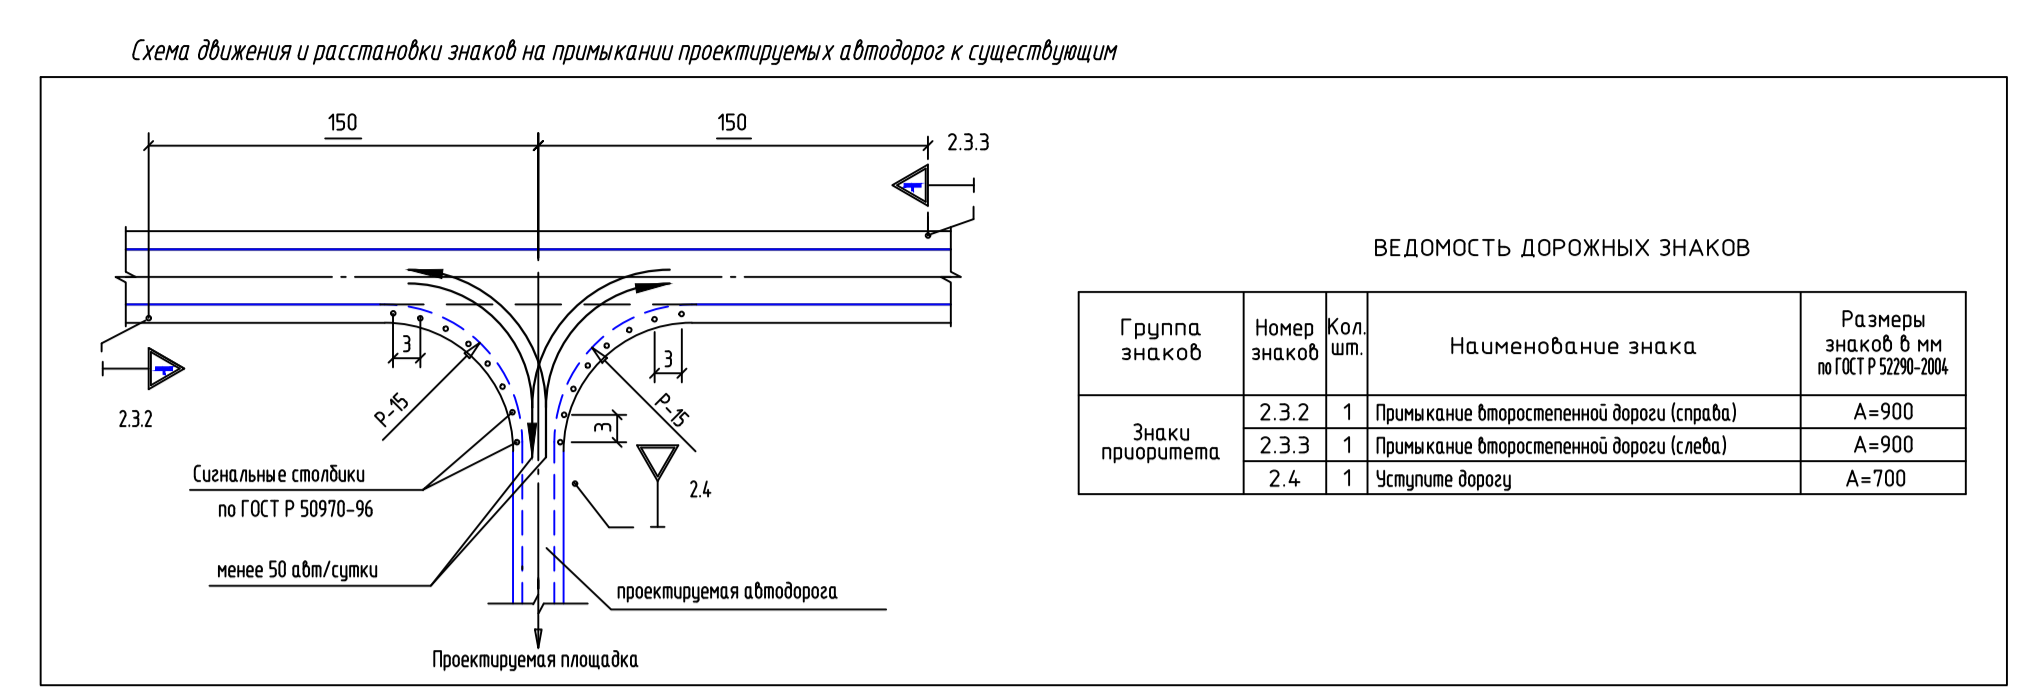 Схема движения и расстановки знаков на примыкании проектируемых автодорог к существующим
150
150
2.3.3
2.3.2
3
3
3
Р-15
Р-15
2.4
Сигнальные столбики
по ГОСТ Р 50970-96
менее 50 авт/сутки
проектируемая автодорога
Проектируемая площадка
ВЕДОМОСТЬ ДОРОЖНЫХ ЗНАКОВ
Группа
знаков
Номер
знаков
Кол.
шт.
Наименование знака
Размеры
знаков в мм
по ГОСТ Р 52290-2004
Знаки
приоритета
2.3.2 1 Примыкание второстепенной дороги (справа) А=900
2.3.3 1 Примыкание второстепенной дороги (слева) А=900
2.4 1 Уступите дорогу А=700